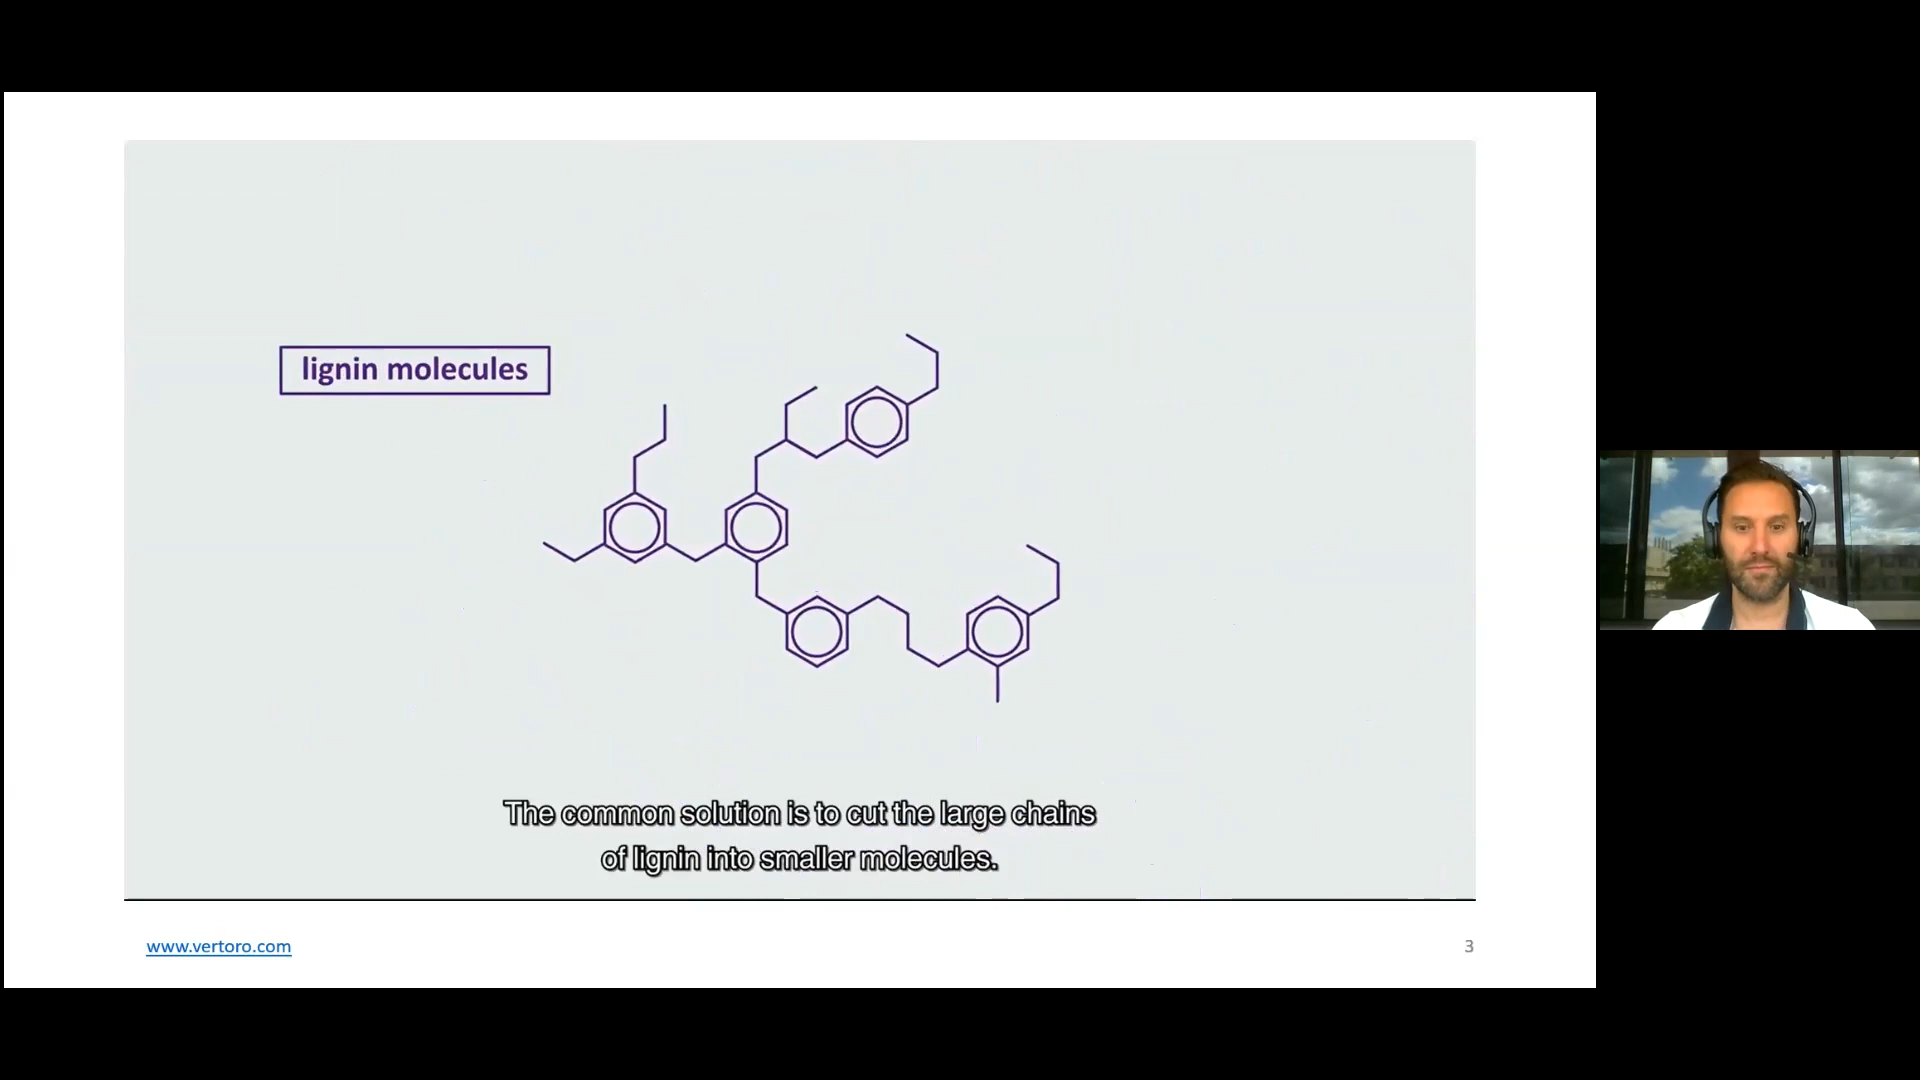 lignin molecules
The common solution is to cut the large chains
of lignin into smaller molecules.
www.vertoro.com
3